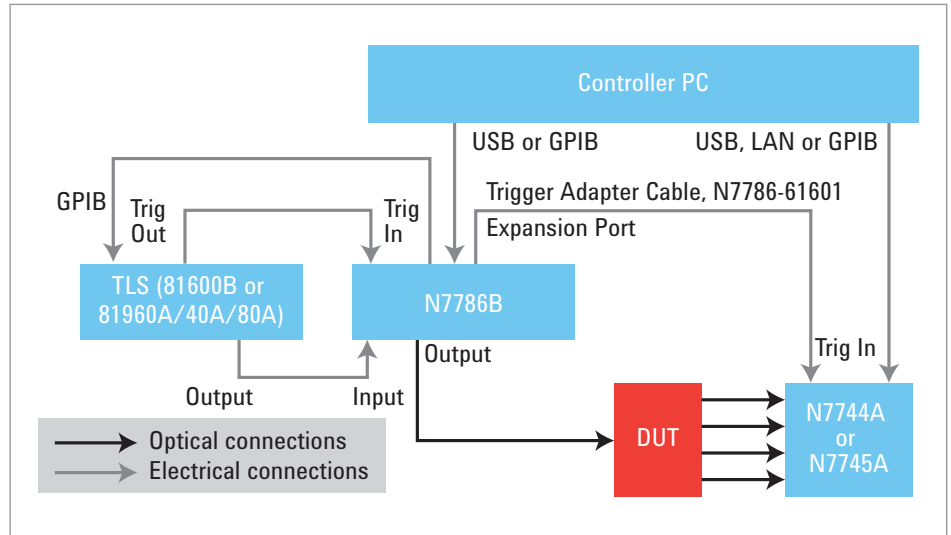 Controller PC
USB or GPIB
USB, LAN or GPIB
GPIB
Trig
Out
Trig
In
Trigger Adapter Cable, N7786-61601
Expansion Port
TLS (81600B or
81960A/40A/80A)
N7786B
Output
Trig In
Output
Input
DUT
N7744A
or
N7745A
Optical connections
Electrical connections